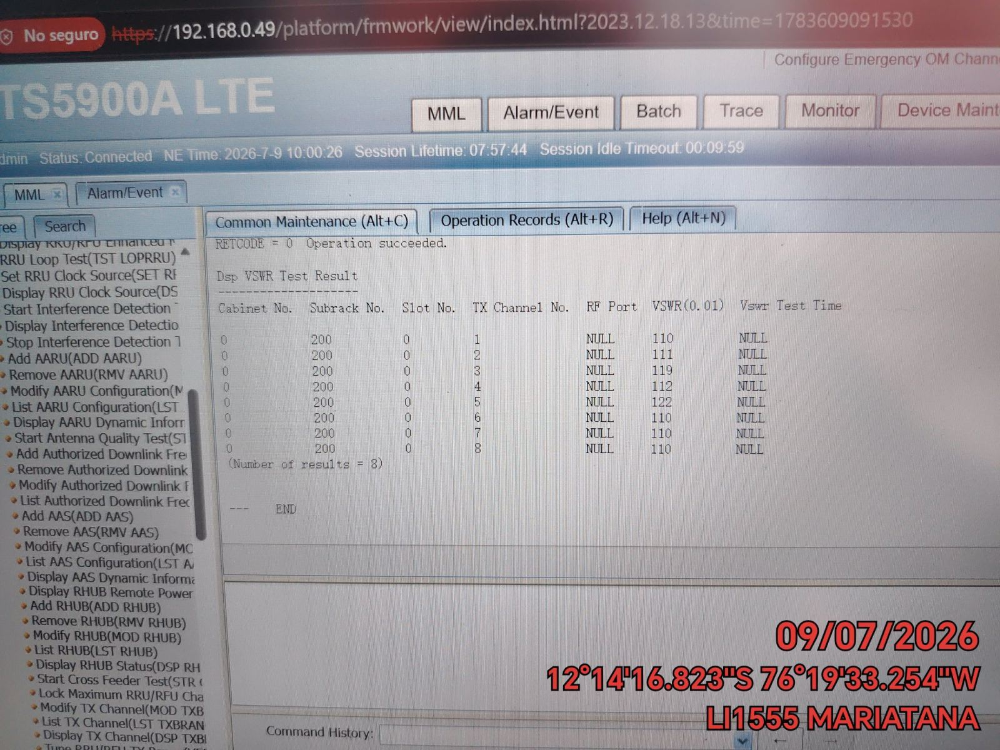 No seguro https://192.168.0.49/platform/frmwork/view/index.html?2023.12.18.13&time=1783609091530
Configure Emergency OM Chann
TS5900A LTE
MML Alarm/Event Batch Trace Monitor Device Maint
dmin Status: Connected NE Time: 2026-7-9 10:00:26 Session Lifetime: 07:57:44 Session Idle Timeout: 00:09:59
MML Alarm/Event
ree Search
Common Maintenance (Alt+C) Operation Records (Alt+R) Help (Alt+N)
Display RRU/RFU Enhanced
RRU Loop Test(TST LOPRRU)
Set RRU Clock Source(SET RF
Display RRU Clock Source(DS
Start Interference Detection
Display Interference Detectio
Stop Interference Detection T
Add AARU(ADD AARU)
Remove AARU(RMV AARU)
Modify AARU Configuration(M
List AARU Configuration(LST
Display AARU Dynamic Inforr
Start Antenna Quality Test(ST
Add Authorized Downlink Fre
Remove Authorized Downlink
Modify Authorized Downlink F
List Authorized Downlink Frec
Add AAS(ADD AAS)
Remove AAS(RMV AAS)
Modify AAS Configuration(MC
List AAS Configuration(LST A
Display AAS Dynamic Informa
Display RHUB Remote Power
Add RHUB(ADD RHUB)
Remove RHUB(RMV RHUB)
Modify RHUB(MOD RHUB)
List RHUB(LST RHUB)
Display RHUB Status(DSP RH
Start Cross Feeder Test(STR
Lock Maximum RRU/RFU Cha
Modify TX Channel(MOD TXB
List TX Channel(LST TXBRAN
Display TX Channel(DSP TXB
RETCODE = 0 Operation succeeded.
Dsp VSWR Test Result
--------------------
Cabinet No. Subrack No. Slot No. TX Channel No. RF Port VSWR(0.01) Vswr Test Time
0 200 0 1 NULL 110 NULL
0 200 0 2 NULL 111 NULL
0 200 0 3 NULL 119 NULL
0 200 0 4 NULL 112 NULL
0 200 0 5 NULL 122 NULL
0 200 0 6 NULL 110 NULL
0 200 0 7 NULL 110 NULL
0 200 0 8 NULL 110 NULL
(Number of results = 8)
--- END
Command History:
09/07/2026
12°14'16.823"S 76°19'33.254"W
LI1555 MARIATANA